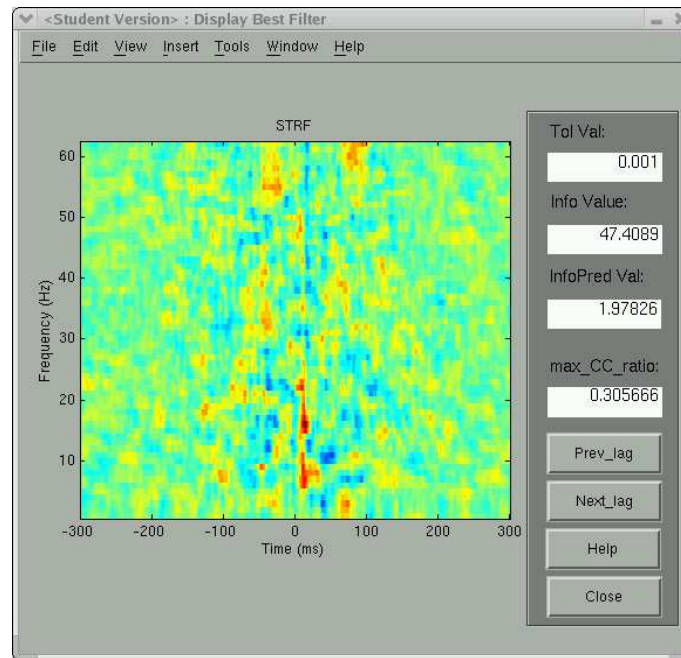 <Student Version> : Display Best Filter
File Edit View Insert Tools Window Help
STRF
60
50
40
30
20
10
Frequency (Hz)
-300 -200 -100 0 100 200 300
Time (ms)
Tol Val:
0.001
Info Value:
47.4089
InfoPred Val:
1.97826
max_CC_ratio:
0.305666
Prev_lag
Next_lag
Help
Close